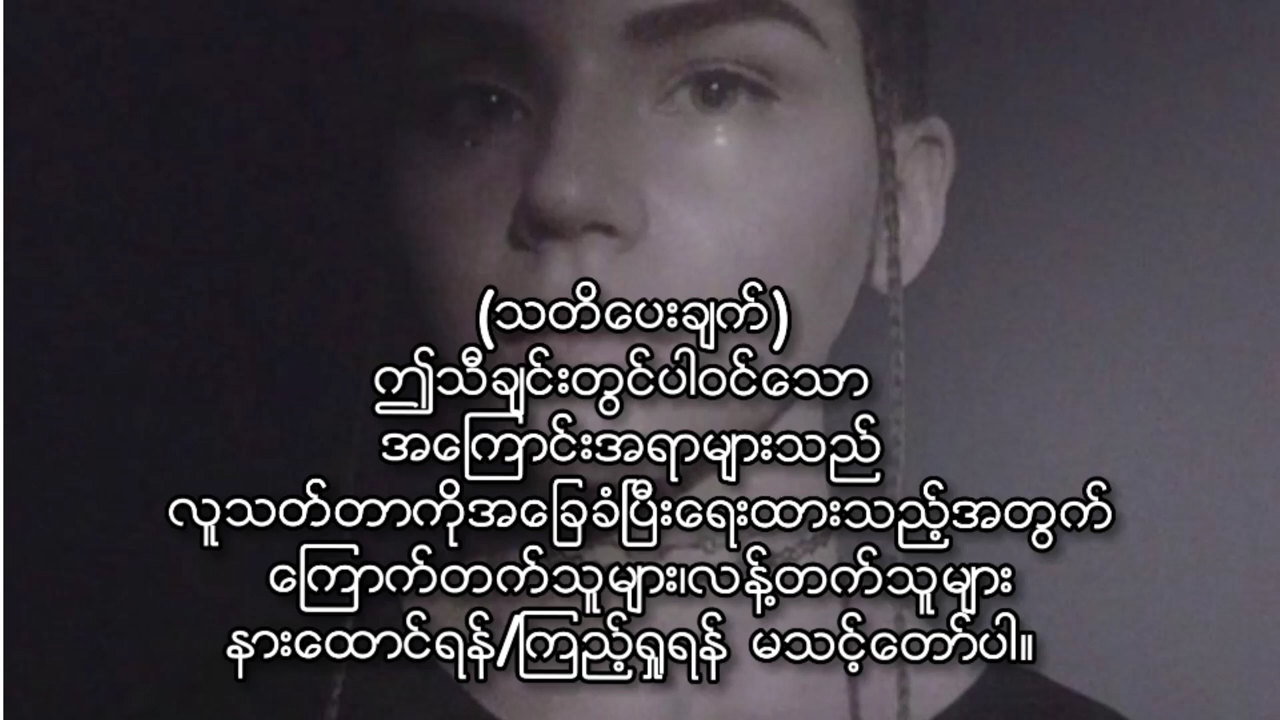 (သတိပေးချက်)
ဤသီချင်းတွင်ပါဝင်သော
အကြောင်းအရာများသည်
လူသတ်တာကိုအခြေခံပြီးရေးထားသည့်အတွက်
ကြောက်တက်သူများ၊လန့်တက်သူများ
နားထောင်ရန်/ကြည့်ရှုရန် မသင့်တော်ပါ။